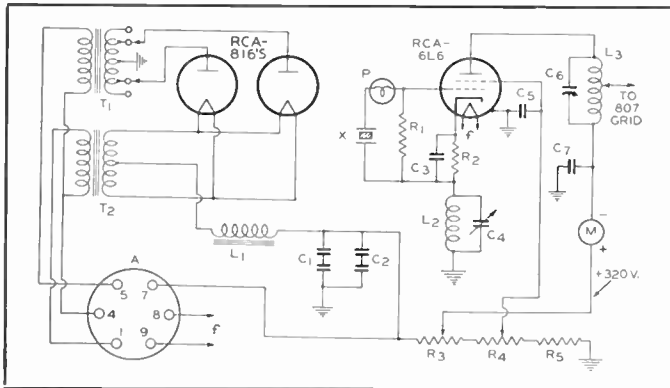 RCA-
816'S
RCA-
6L6
T1
T2
P
X
R1
C3
R2
f
C5
L3
C6
TO
807
GRID
C7
L2
C4
M
-
+
+320 V.
L1
C1
C2
A
5
7
4
8
1
9
f
R3
R4
R5